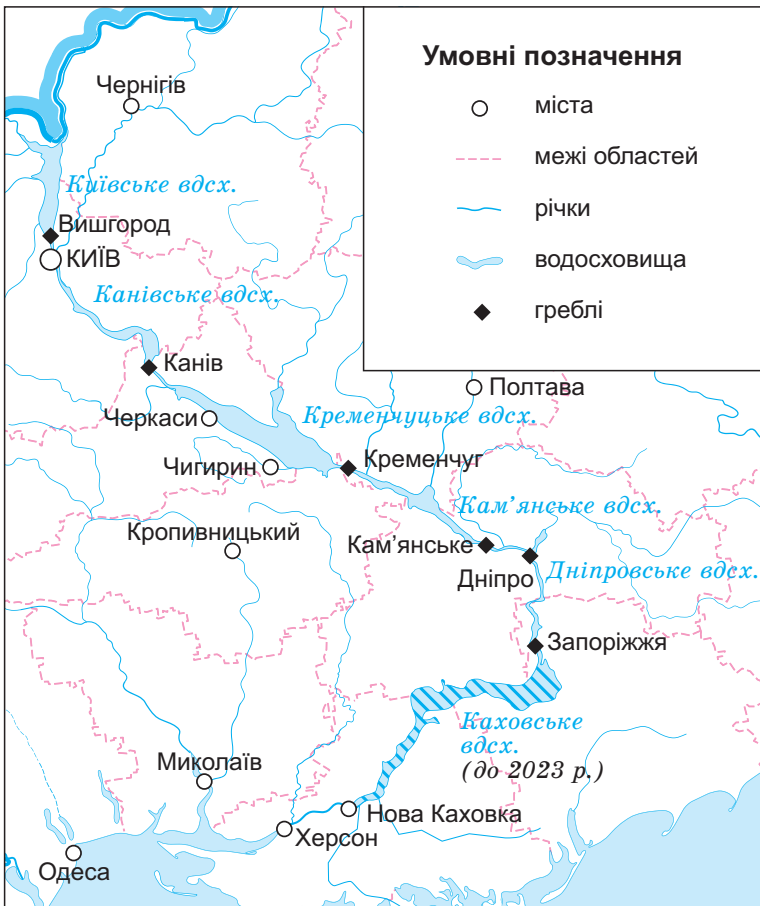 Умовні позначення
міста
межі областей
річки
водосховища
греблі
Чернігів
Київське вдсх.
Вишгород
КИЇВ
Канівське вдсх.
Канів
Полтава
Черкаси
Кременчуцьке вдсх.
Чигирин
Кременчуг
Кам’янське вдсх.
Кропивницький
Кам’янське
Дніпро
Дніпровське вдсх.
Запоріжжя
Каховське
вдсх.
(до 2023 р.)
Миколаїв
Нова Каховка
Херсон
Одеса